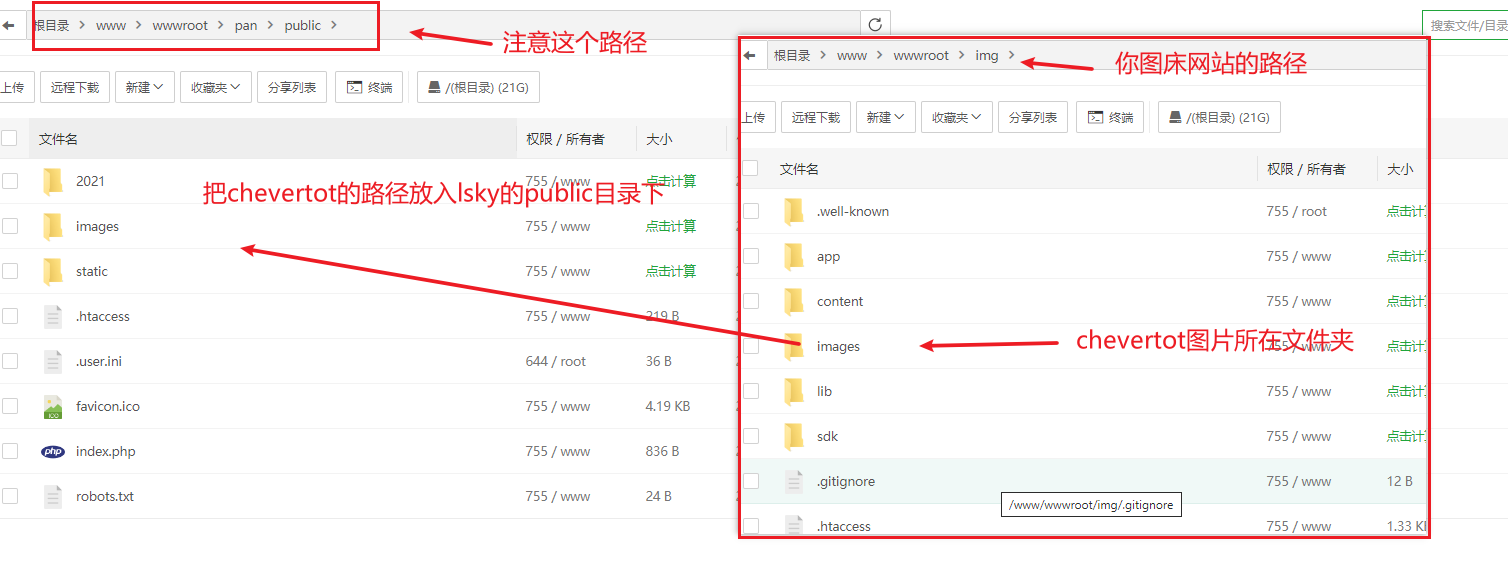 根目录 > www > wwwroot > pan > public >
注意这个路径
搜索文件/目录
上传 远程下载 新建 收藏夹 分享列表 终端 /(根目录) (21G)
文件名 权限 / 所有者 大小
2021 755 / www 点击计算
把chevertot的路径放入lsky的public目录下
images 755 / www 点击计算
static 755 / www 点击计算
.htaccess 755 / www 219 B
.user.ini 644 / root 36 B
favicon.ico 755 / www 4.19 KB
index.php 755 / www 836 B
robots.txt 755 / www 24 B
根目录 > www > wwwroot > img >
你图床网站的路径
上传 远程下载 新建 收藏夹 分享列表 终端 /(根目录) (21G)
文件名 权限 / 所有者 大小
.well-known 755 / root 点击计
app 755 / www 点击计
content 755 / www 点击计
images 755 / www 点击计
chevertot图片所在文件夹
lib 755 / www 点击计
sdk 755 / www 点击计
.gitignore 755 / www 12 B
/www/wwwroot/img/.gitignore
.htaccess 755 / www 1.33 K